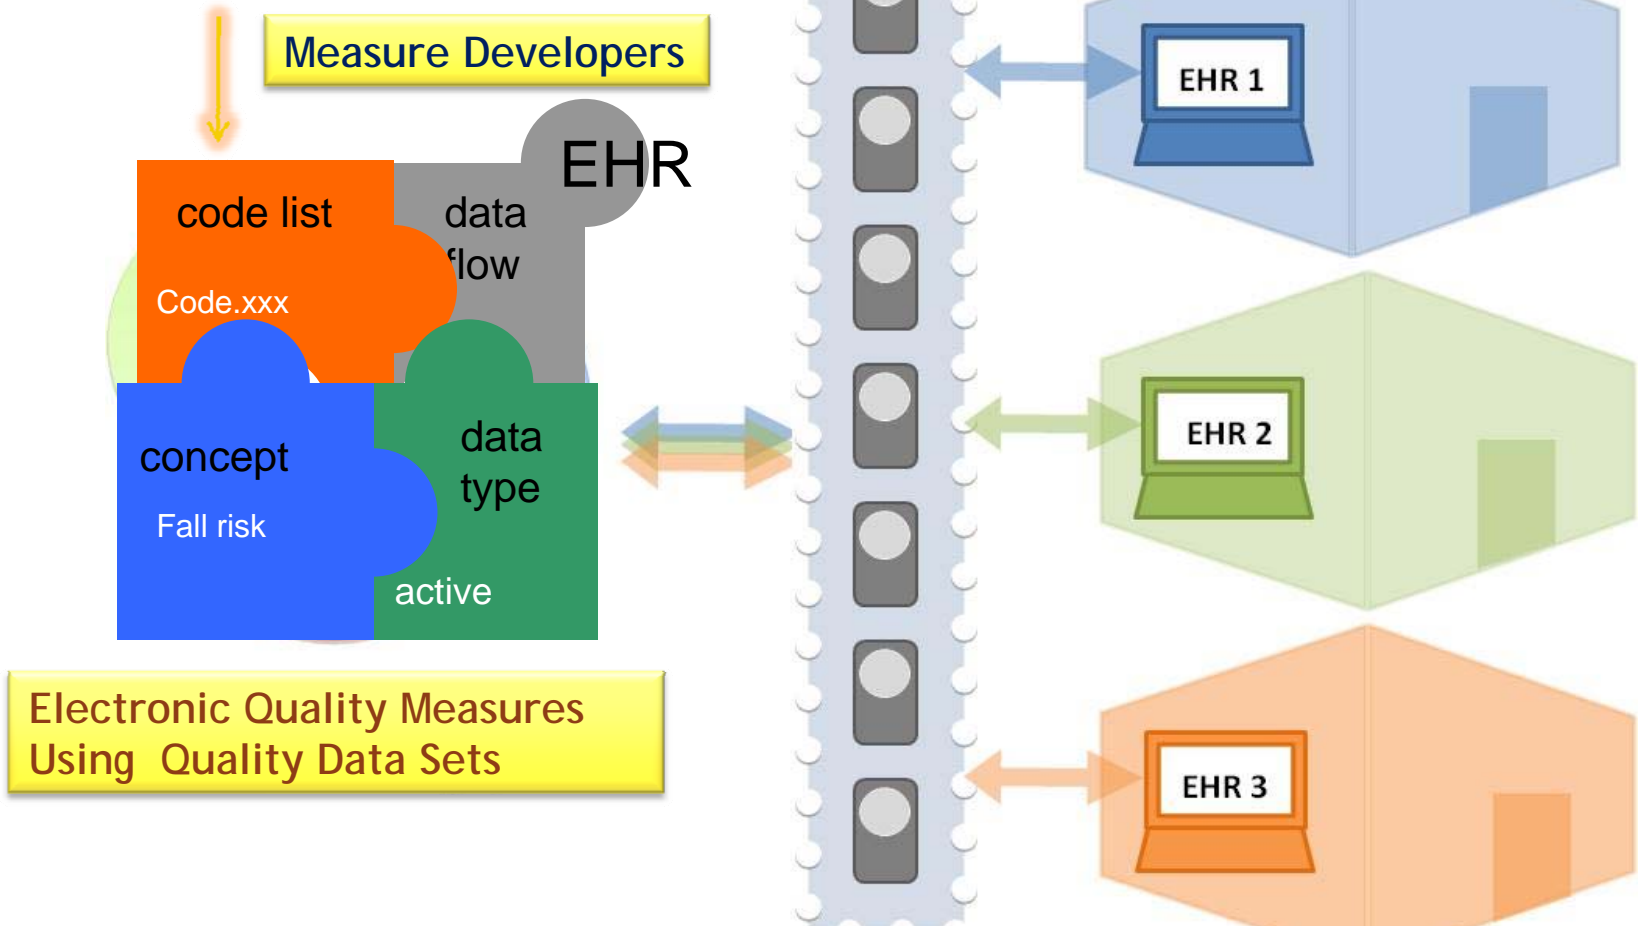 Measure Developers
EHR
code list
data
flow
Code.xxx
concept
Fall risk
data
type
active
Electronic Quality Measures
Using Quality Data Sets
EHR 1
EHR 2
EHR 3